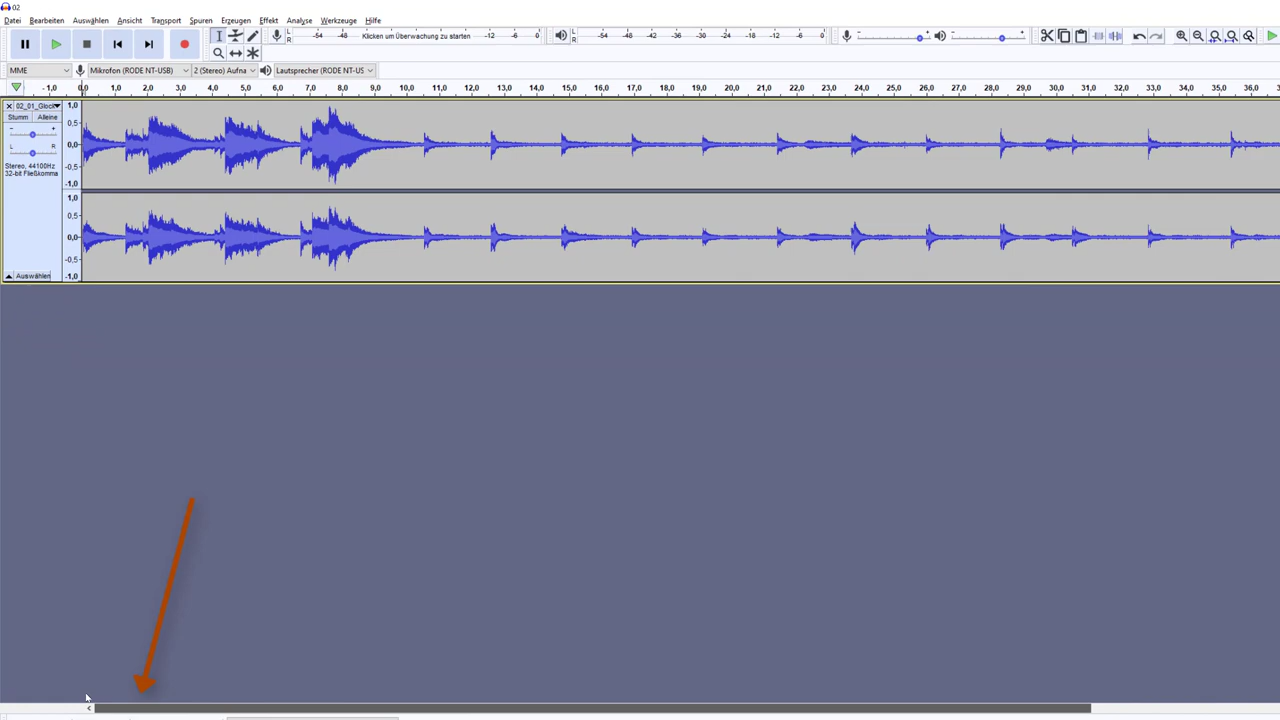 02
Datei Bearbeiten Auswählen Ansicht Transport Spuren Erzeugen Effekt Analyse Werkzeuge Hilfe
L R -54 -48 Klicken um Überwachung zu starten -12 -6 0 L R -54 -48 -42 -36 -30 -24 -18 -12 -6 0
MME Mikrofon (RODE NT-USB) 2 (Stereo) Aufna Lautsprecher (RODE NT-US
-1,0 0,0 1,0 2,0 3,0 4,0 5,0 6,0 7,0 8,0 9,0 10,0 11,0 12,0 13,0 14,0 15,0 16,0 17,0 18,0 19,0 20,0 21,0 22,0 23,0 24,0 25,0 26,0 27,0 28,0 29,0 30,0 31,0 32,0 33,0 34,0 35,0 36,0
02_01_Glock 1,0
Stumm Alleine
- + 0,5
L R 0,0
Stereo, 44100Hz -0,5
32-bit Fließkomma
-1,0
1,0
0,5
0,0
-0,5
Auswählen -1,0